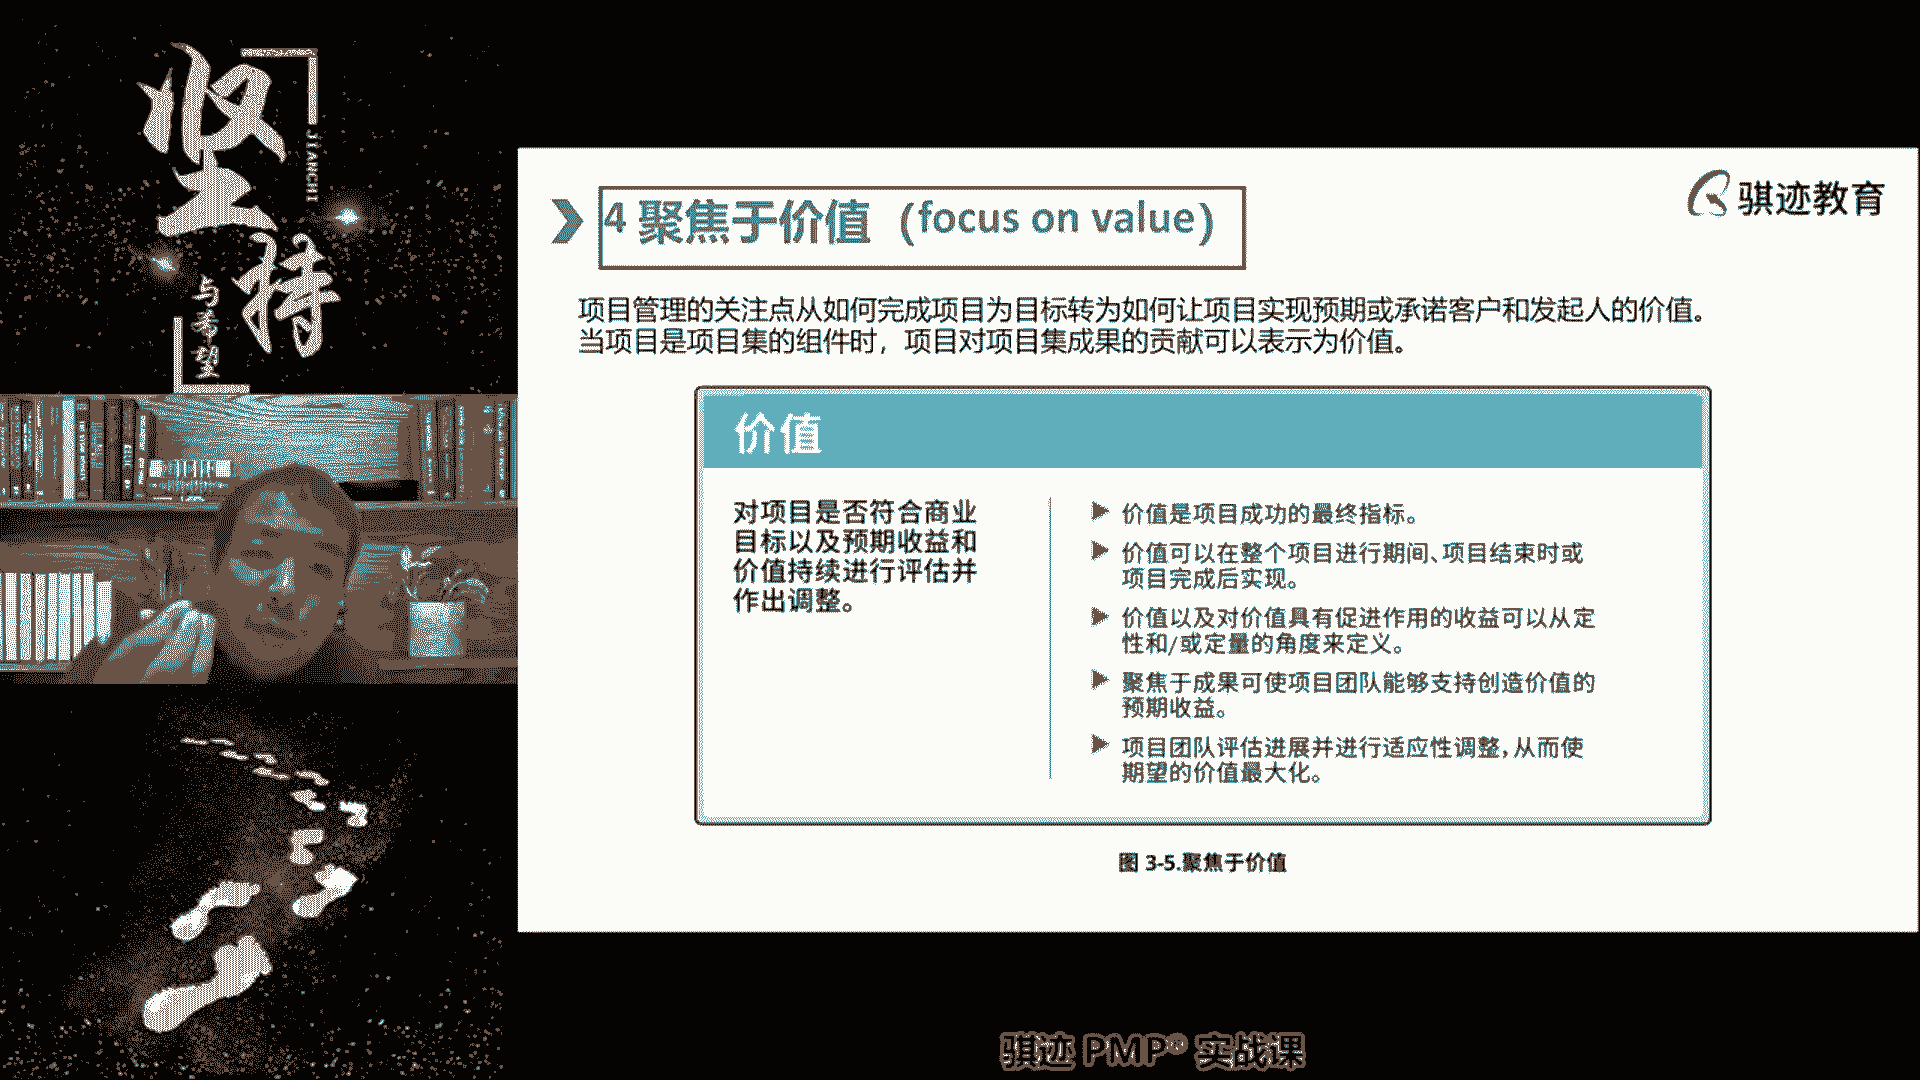 坚持
JIANCHI
与希望
4 聚焦于价值（focus on value）
骐迹教育
项目管理的关注点从如何完成项目为目标转为如何让项目实现预期或承诺客户和发起人的价值。
当项目是项目集的组件时，项目对项目集成果的贡献可以表示为价值。
价值
对项目是否符合商业
目标以及预期收益和
价值持续进行评估并
作出调整。
价值是项目成功的最终指标。
价值可以在整个项目进行期间、项目结束时或
项目完成后实现。
价值以及对价值具有促进作用的收益可以从定
性和/或定量的角度来定义。
聚焦于成果可使项目团队能够支持创造价值的
预期收益。
项目团队评估进展并进行适应性调整，从而使
期望的价值最大化。
图 3-5.聚焦于价值
骐迹 PMP® 实战课